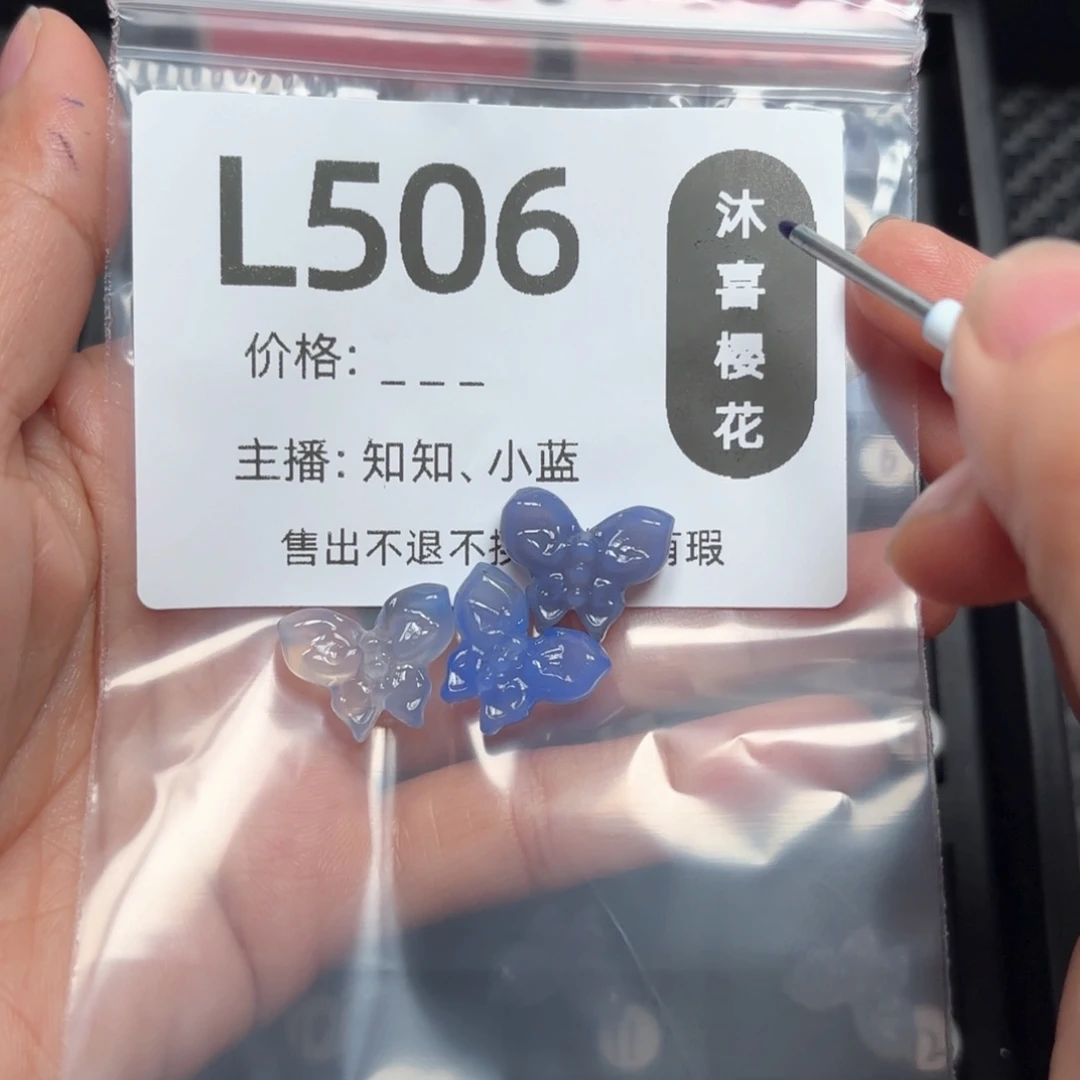 L506
沐喜樱花
价格: _ _ _
主播: 知知、小蓝
售出不退不换 有瑕